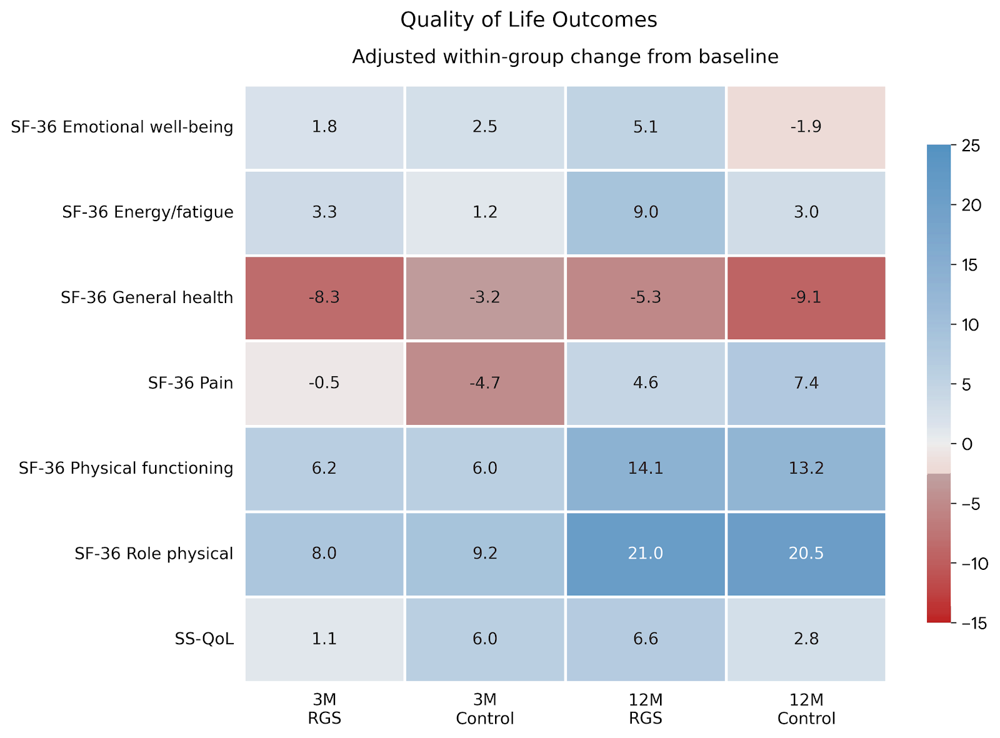 Quality of Life Outcomes
Adjusted within-group change from baseline
SF-36 Emotional well-being 1.8 2.5 5.1 -1.9
SF-36 Energy/fatigue 3.3 1.2 9.0 3.0
SF-36 General health -8.3 -3.2 -5.3 -9.1
SF-36 Pain -0.5 -4.7 4.6 7.4
SF-36 Physical functioning 6.2 6.0 14.1 13.2
SF-36 Role physical 8.0 9.2 21.0 20.5
SS-QoL 1.1 6.0 6.6 2.8
3M 3M 12M 12M
RGS Control RGS Control
25
20
15
10
5
0
−5
−10
−15